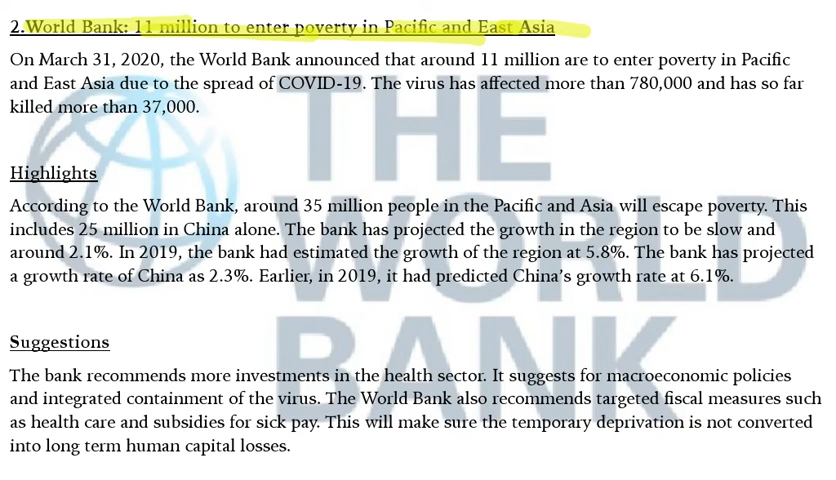 2.World Bank: 11 million to enter poverty in Pacific and East Asia
On March 31, 2020, the World Bank announced that around 11 million are to enter poverty in Pacific
and East Asia due to the spread of COVID-19. The virus has affected more than 780,000 and has so far
killed more than 37,000.
Highlights
According to the World Bank, around 35 million people in the Pacific and Asia will escape poverty. This
includes 25 million in China alone. The bank has projected the growth in the region to be slow and
around 2.1%. In 2019, the bank had estimated the growth of the region at 5.8%. The bank has projected
a growth rate of China as 2.3%. Earlier, in 2019, it had predicted China's growth rate at 6.1%.
Suggestions
The bank recommends more investments in the health sector. It suggests for macroeconomic policies
and integrated containment of the virus. The World Bank also recommends targeted fiscal measures such
as health care and subsidies for sick pay. This will make sure the temporary deprivation is not converted
into long term human capital losses.
THE
WORLD
BANK